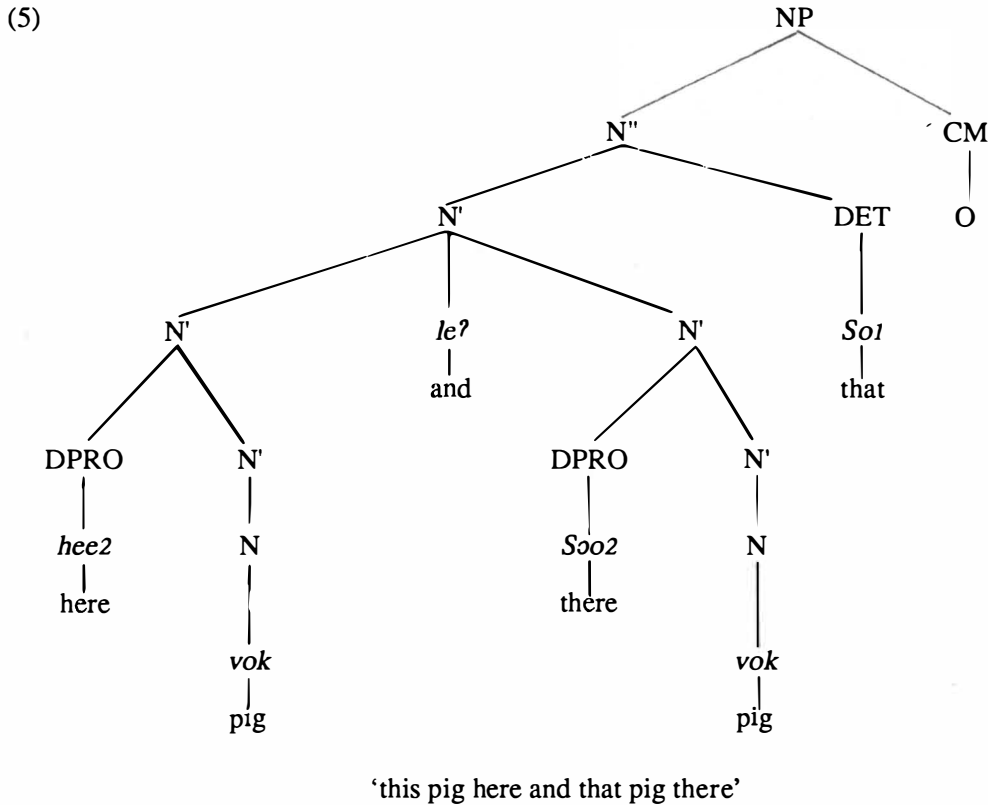 (5) NP
N" CM
N' DET O
N' le? N' So1
and that
DPRO N' DPRO N'
hee2 N Sɔo2 N
here there
vok vok
pig pig
‘this pig here and that pig there’